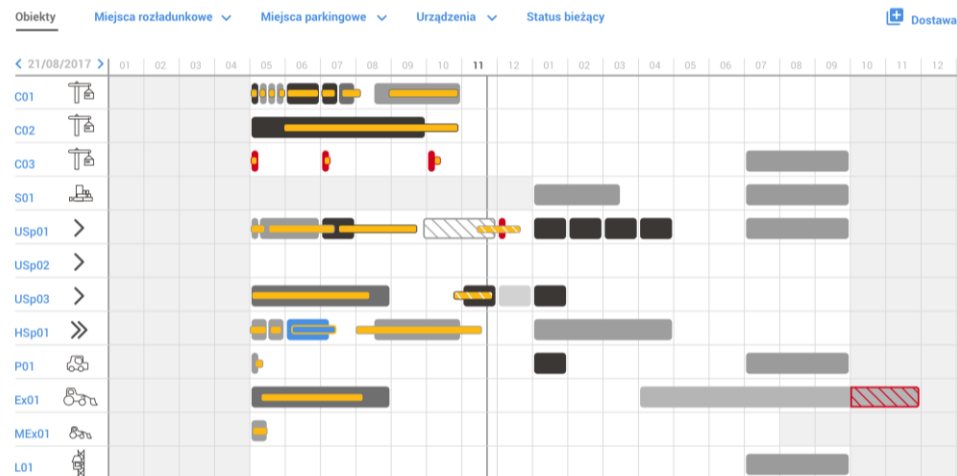 Obiekty Miejsca rozładunkowe Miejsca parkingowe Urządzenia Status bieżący Dostawa
21/08/2017 01 02 03 04 05 06 07 08 09 10 11 12 01 02 03 04 05 06 07 08 09 10 11 12
C01
C02
C03
S01
USp01
USp02
USp03
HSp01
P01
Ex01
MEx01
L01